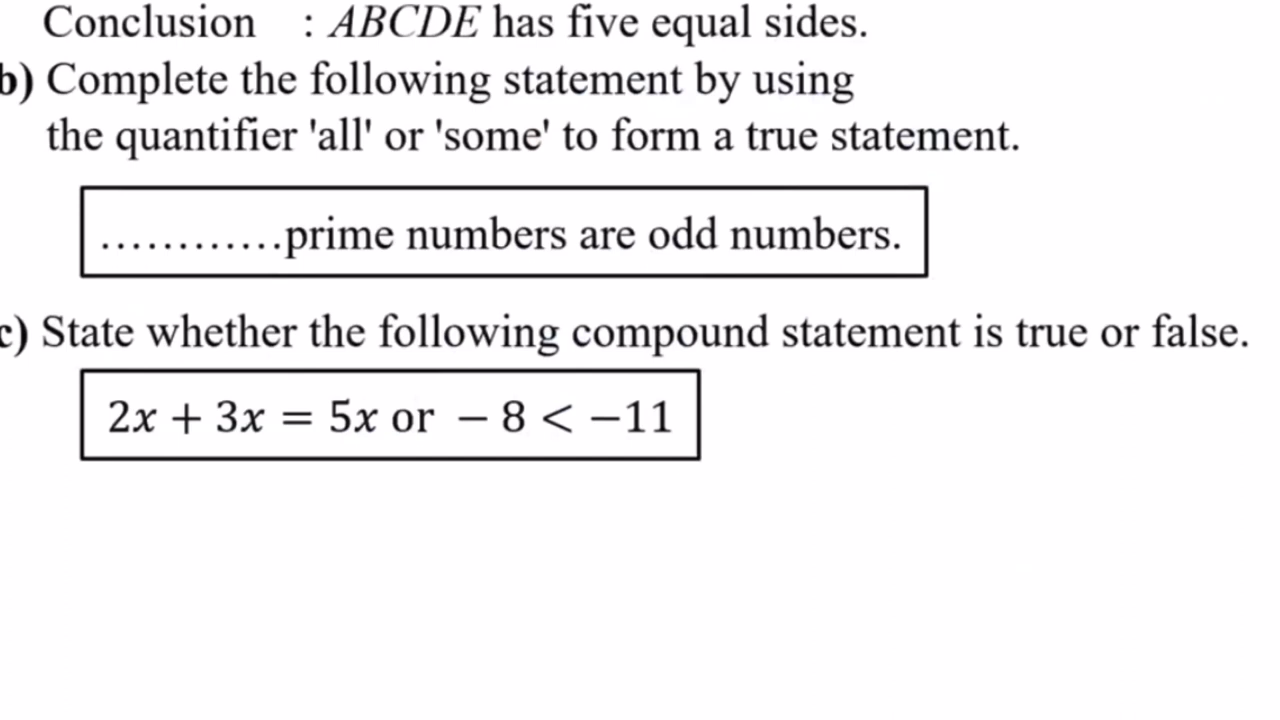 Conclusion : ABCDE has five equal sides.
b) Complete the following statement by using
the quantifier 'all' or 'some' to form a true statement.
............prime numbers are odd numbers.
c) State whether the following compound statement is true or false.
2x + 3x = 5x or − 8 < −11